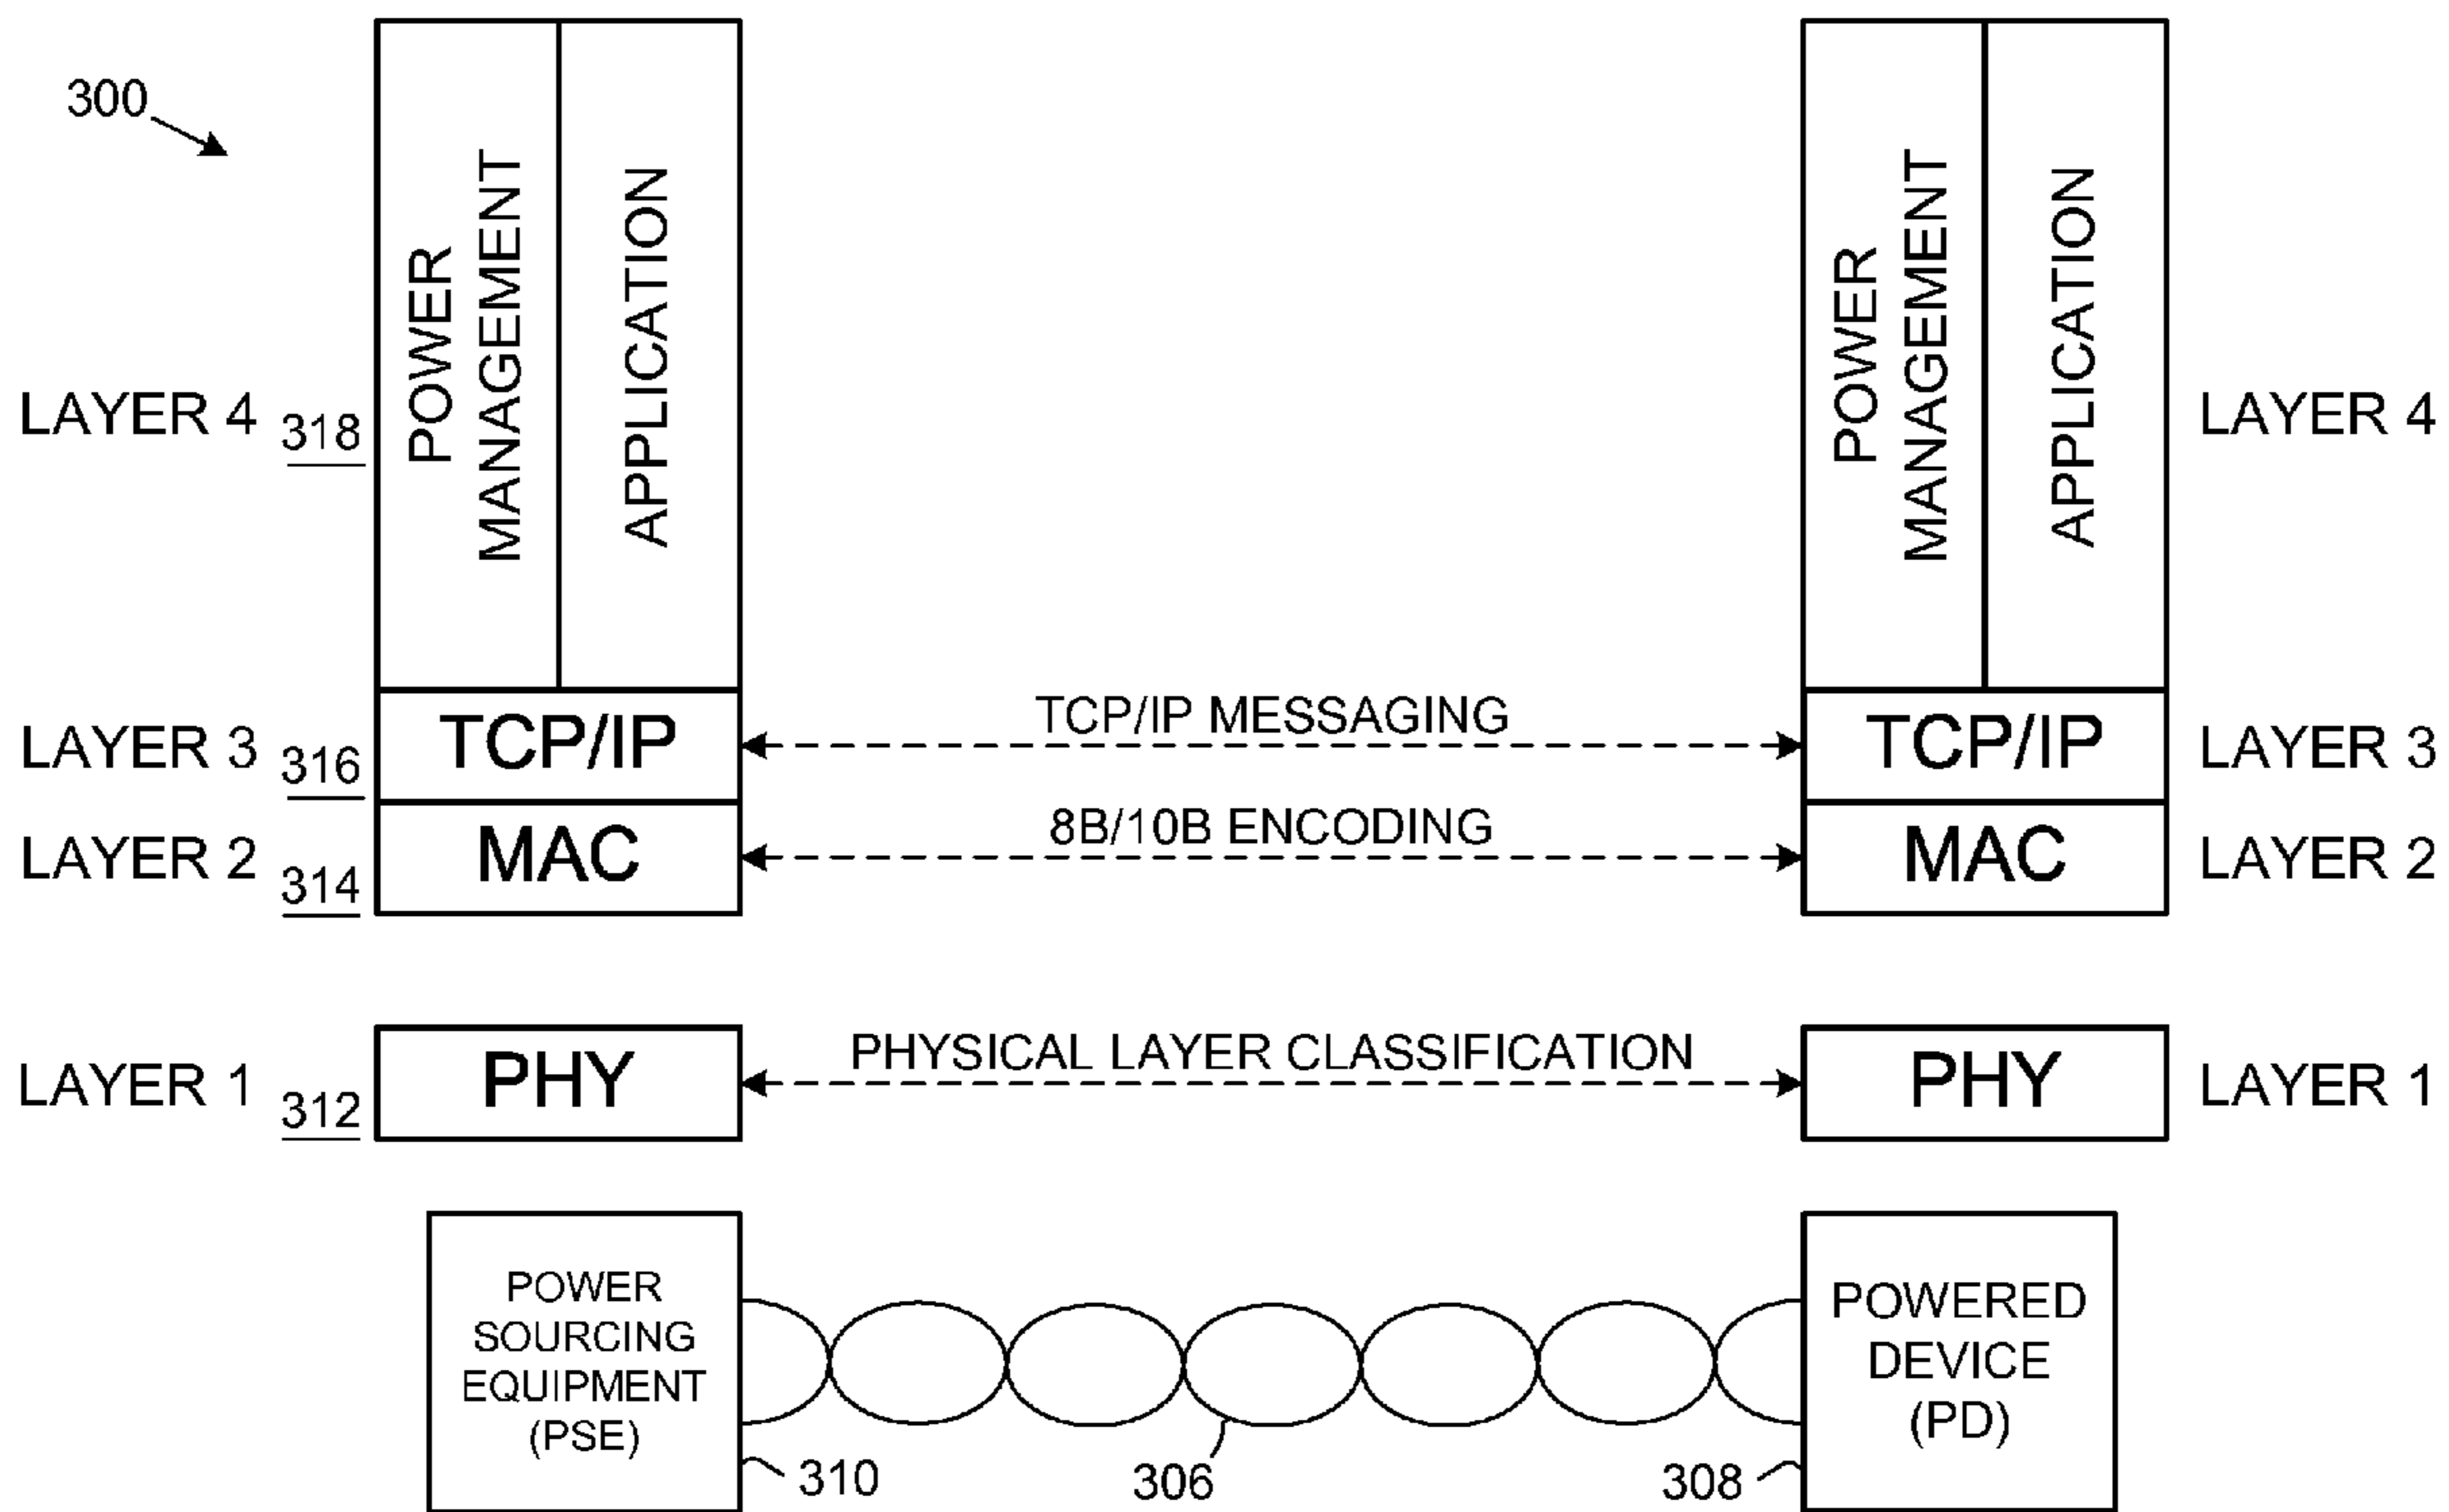 300
POWER
MANAGEMENT
APPLICATION
POWER
MANAGEMENT
APPLICATION
LAYER 4
318
LAYER 4
TCP/IP MESSAGING
LAYER 3
316
TCP/IP
TCP/IP
LAYER 3
8B/10B ENCODING
LAYER 2
314
MAC
MAC
LAYER 2
PHYSICAL LAYER CLASSIFICATION
LAYER 1
312
PHY
PHY
LAYER 1
POWER
SOURCING
EQUIPMENT
(PSE)
POWERED
DEVICE
(PD)
310
306
308